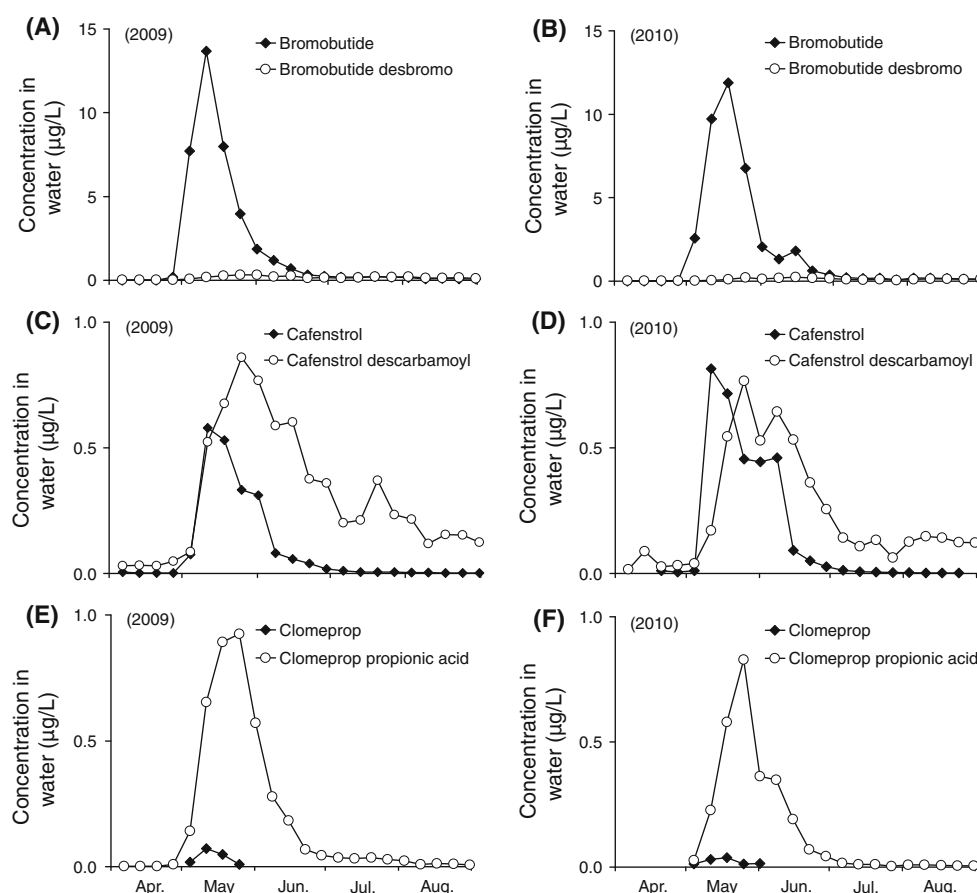 (A) (2009)
Bromobutide
Bromobutide desbromo
Concentration in
water (μg/L)
15
10
5
0
(B) (2010)
Bromobutide
Bromobutide desbromo
Concentration in
water (μg/L)
15
10
5
0
(C) (2009)
Cafenstrol
Cafenstrol descarbamoyl
Concentration in
water (μg/L)
1.0
0.5
0.0
(D) (2010)
Cafenstrol
Cafenstrol descarbamoyl
Concentration in
water (μg/L)
1.0
0.5
0.0
(E) (2009)
Clomeprop
Clomeprop propionic acid
Concentration in
water (μg/L)
1.0
0.5
0.0
Apr. May Jun. Jul. Aug.
(F) (2010)
Clomeprop
Clomeprop propionic acid
Concentration in
water (μg/L)
1.0
0.5
0.0
Apr. May Jun. Jul. Aug.